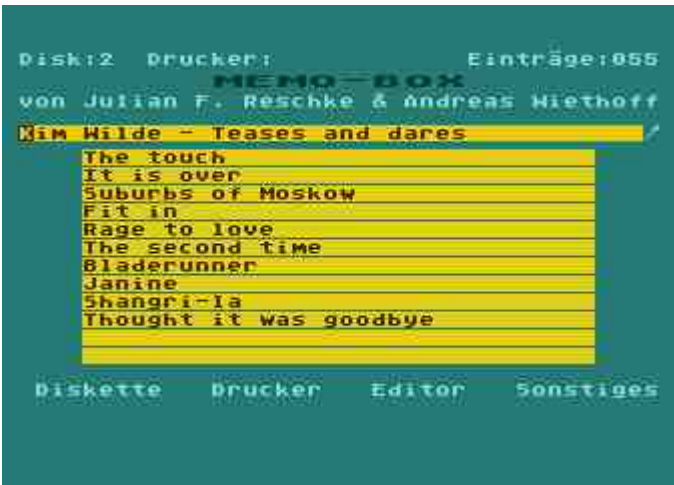 Disk:2 Drucker: Einträge:055
MEMO-BOX
von Julian F. Reschke & Andreas Wiethoff
Kim Wilde - Teases and dares
The touch
It is over
Suburbs of Moskow
Fit in
Rage to love
The second time
Bladerunner
Janine
Shangri-la
Thought it was goodbye
Diskette Drucker Editor Sonstiges